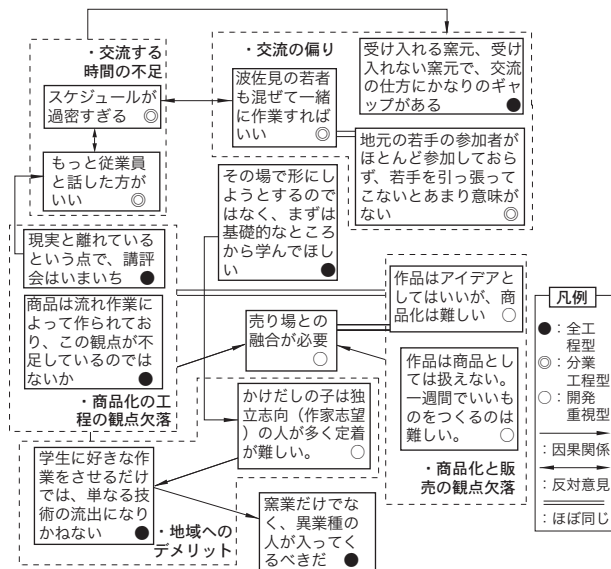 ・交流する
時間の不足
スケジュールが
過密すぎる ◎
もっと従業員
と話した方が
いい ◎
・交流の偏り
波佐見の若者
も混ぜて一緒
に作業すれば
いい ◎
受け入れる窯元、受け
入れない窯元で、交流
の仕方にかなりのギャ
ップがある ●
地元の若手の参加者が
ほとんど参加しておら
ず、若手を引っ張って
こないとあまり意味が
ない ◎
その場で形にし
ようとするので
はなく、まずは
基礎的なところ
から学んでほし
い ●
現実と離れている
という点で、講評
会はいまいち ●
商品は流れ作業に
よって作られてお
り、この観点が不
足しているのでは
ないか ●
・商品化の工
程の観点欠落
売り場との
融合が必要
○
作品はアイデアと
してはいいが、商
品化は難しい ○
作品は商品とし
ては扱えない。
一週間でいいも
のをつくるのは
難しい。 ○
・商品化と販
売の観点欠落
かけだしの子は独
立志向（作家志望
）の人が多く定着
が難しい。 ○
学生に好きな作
業をさせるだけ
では、単なる技
術の流出になり
かねない ●
・地域への
デメリット
窯業だけでな
く、異業種の
人が入ってく
るべきだ ●
凡例
●：全工
程型
◎：分業
工程型
○：開発
重視型
：因果関係
：反対意見
：ほぼ同じ